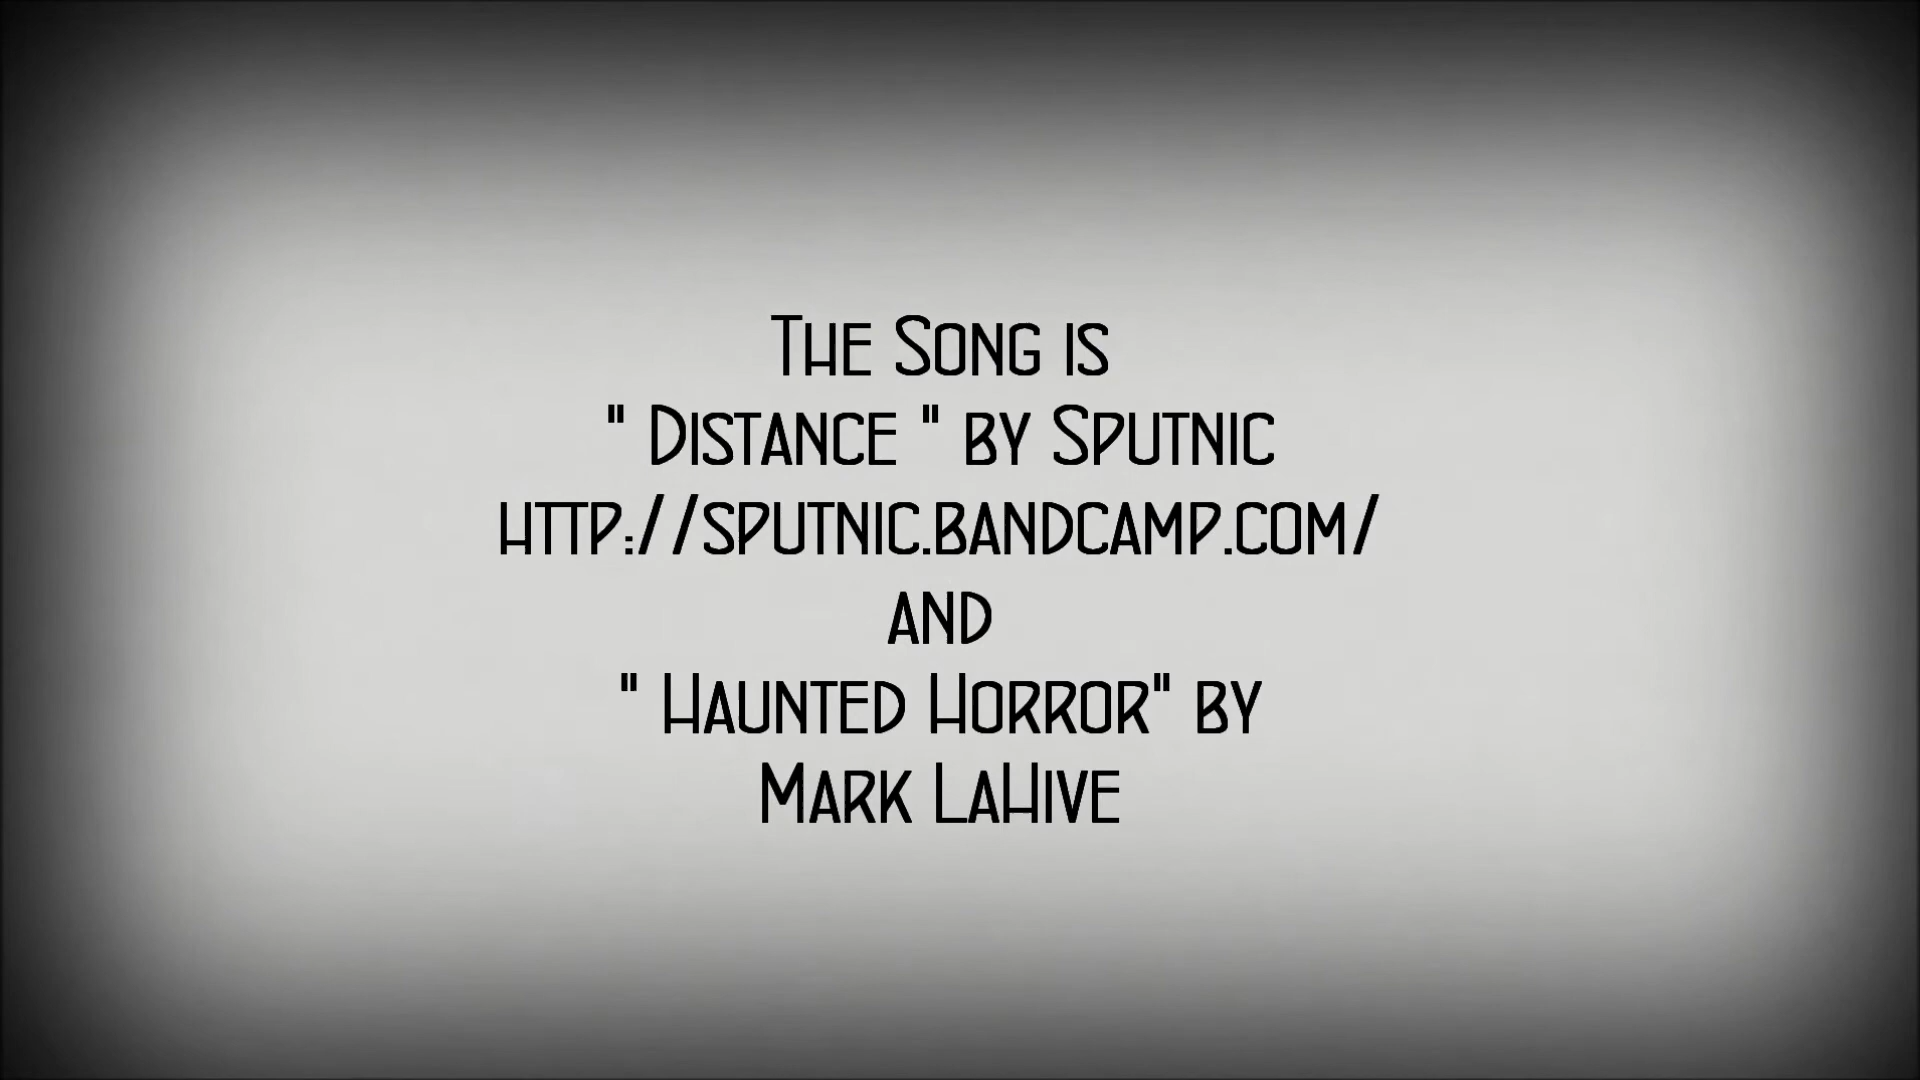 The Song is
" Distance " by Sputnic
http://sputnic.bandcamp.com/
and
" Haunted Horror" by
Mark LaHive